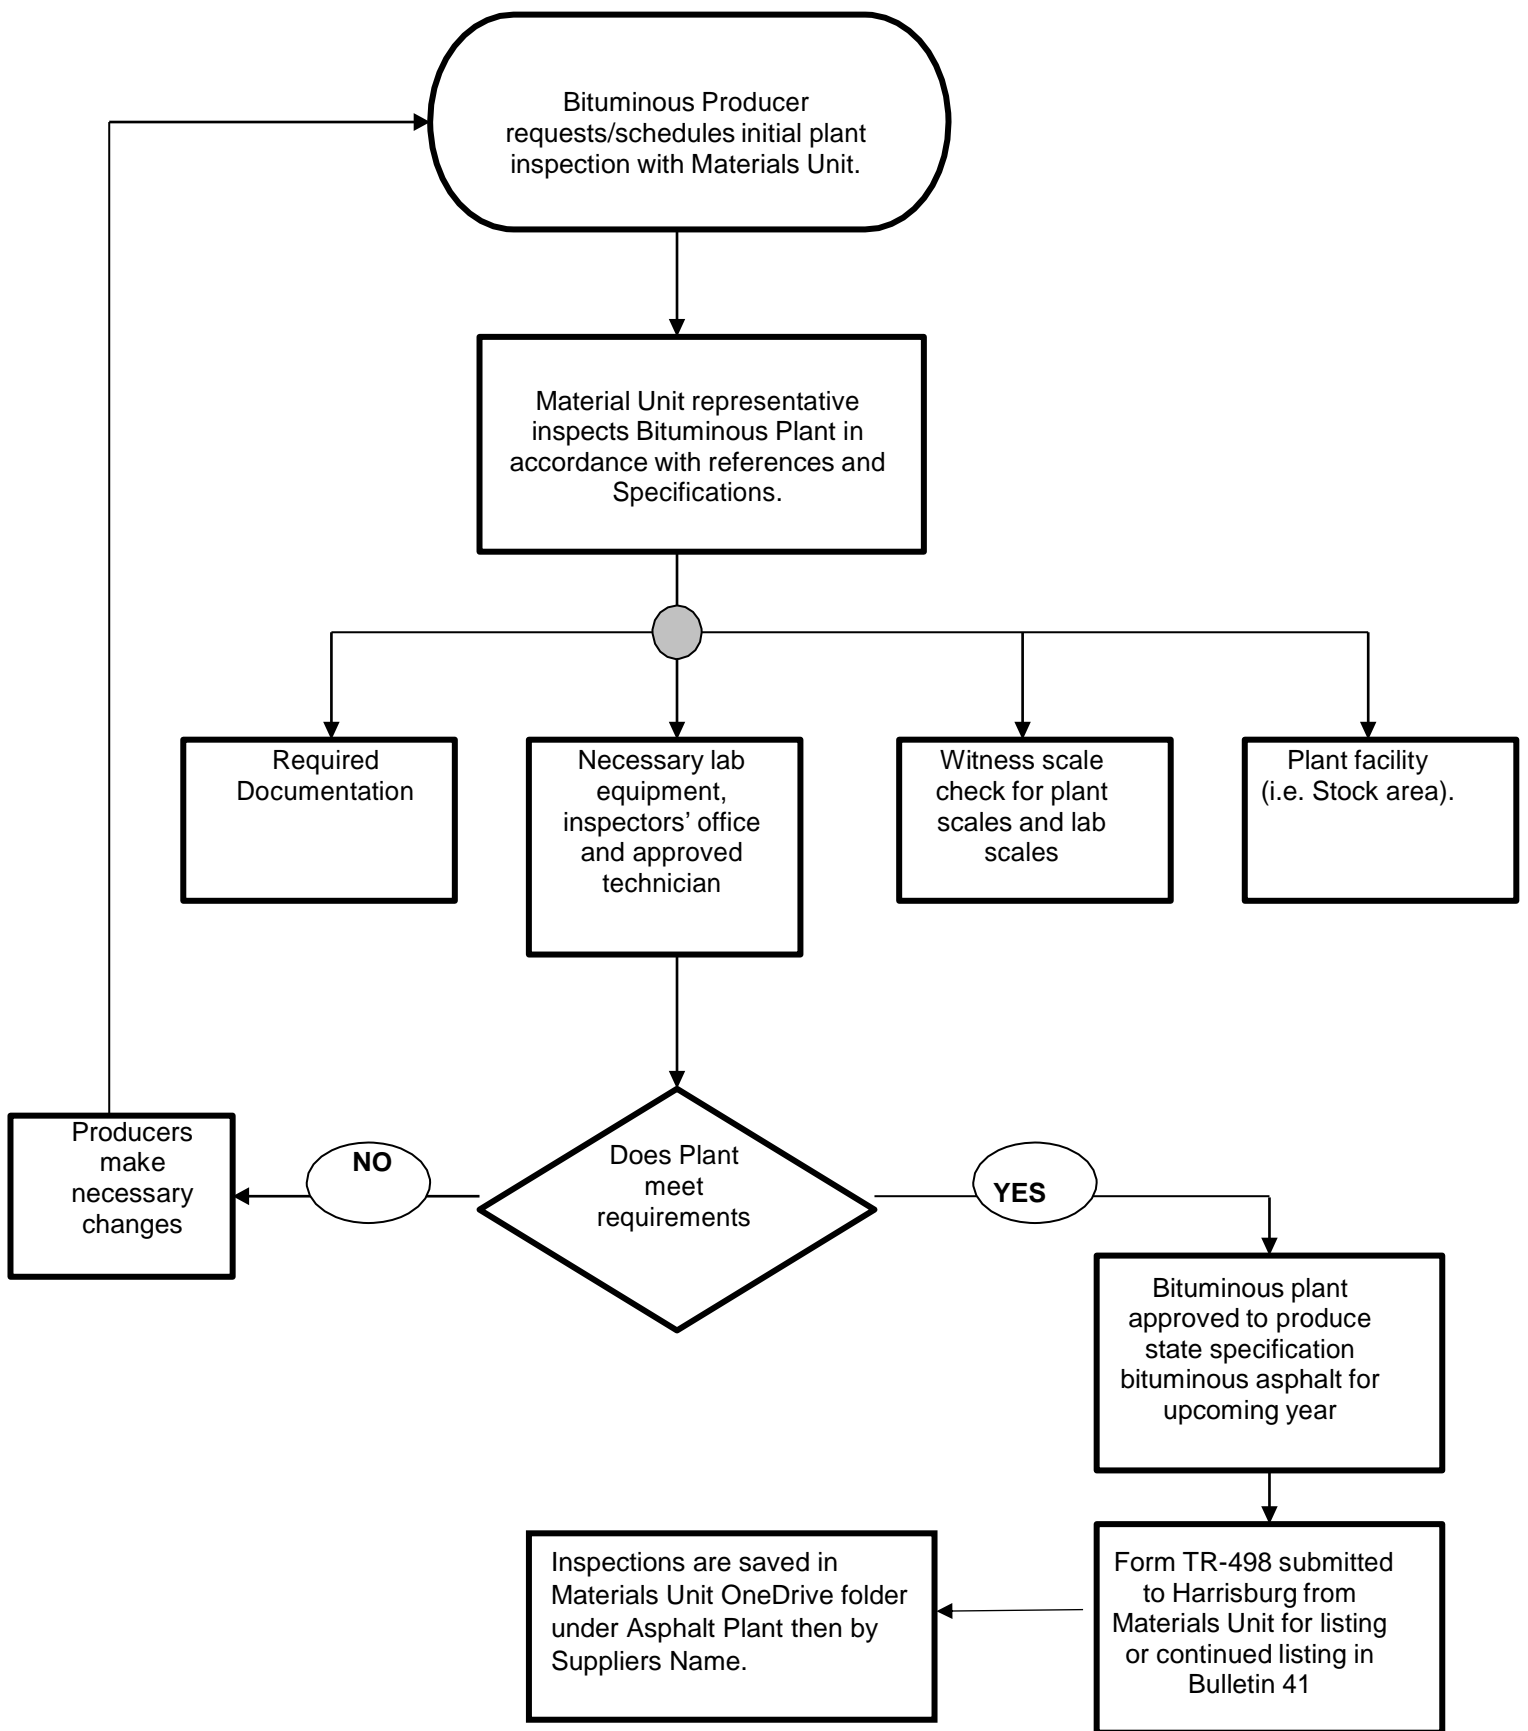 Bituminous Producer
requests/schedules initial plant
inspection with Materials Unit.
Material Unit representative
inspects Bituminous Plant in
accordance with references and
Specifications.
Required
Documentation
Necessary lab
equipment,
inspectors’ office
and approved
technician
Witness scale
check for plant
scales and lab
scales
Plant facility
(i.e. Stock area).
Producers
make
necessary
changes
NO
Does Plant
meet
requirements
YES
Bituminous plant
approved to produce
state specification
bituminous asphalt for
upcoming year
Inspections are saved in
Materials Unit OneDrive folder
under Asphalt Plant then by
Suppliers Name.
Form TR-498 submitted
to Harrisburg from
Materials Unit for listing
or continued listing in
Bulletin 41